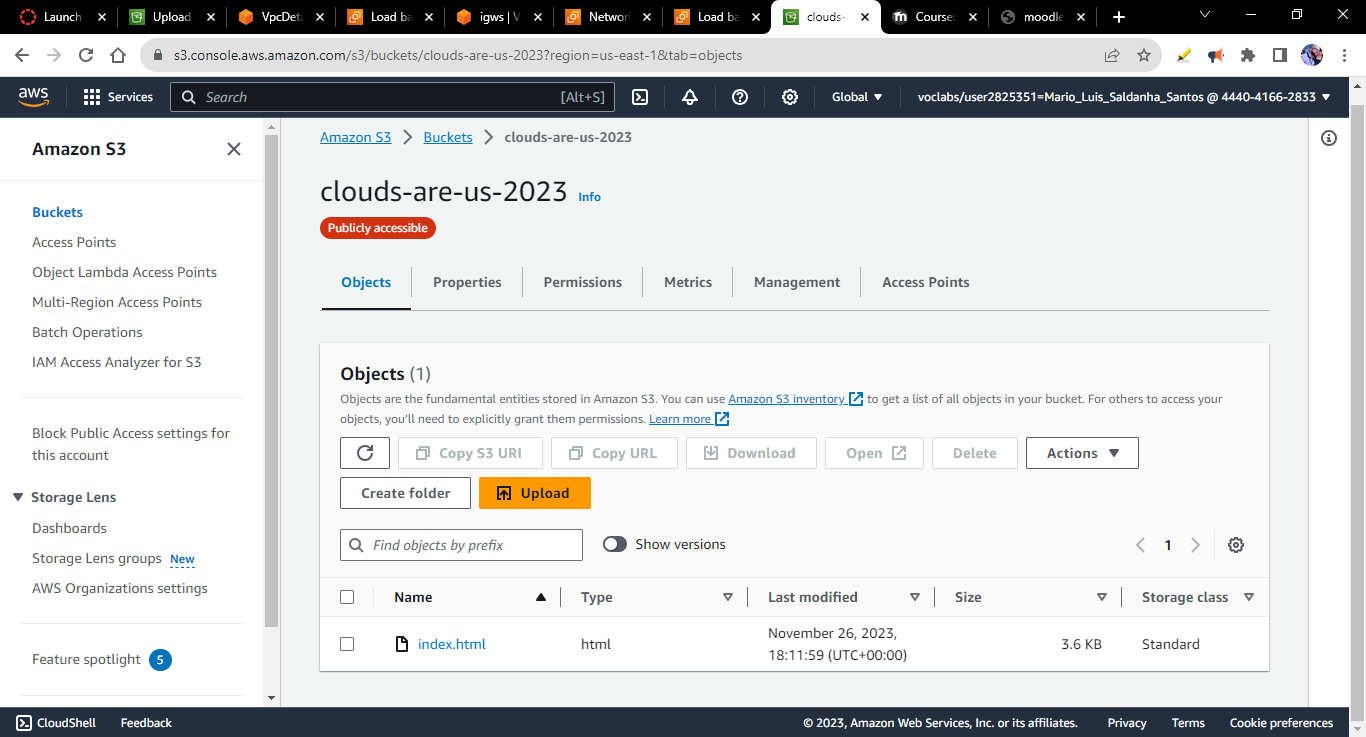 Launch
Upload
VpcDeta
Load ba
igws | V
Networ
Load ba
clouds-
Course:
moodle
s3.console.aws.amazon.com/s3/buckets/clouds-are-us-2023?region=us-east-1&tab=objects
aws
Services
Search
[Alt+S]
Global
voclabs/user2825351=Mario_Luis_Saldanha_Santos @ 4440-4166-2833
Amazon S3
Buckets
Access Points
Object Lambda Access Points
Multi-Region Access Points
Batch Operations
IAM Access Analyzer for S3
Block Public Access settings for
this account
Storage Lens
Dashboards
Storage Lens groups New
AWS Organizations settings
Feature spotlight 5
Amazon S3 > Buckets > clouds-are-us-2023
clouds-are-us-2023 Info
Publicly accessible
Objects
Properties
Permissions
Metrics
Management
Access Points
Objects (1)
Objects are the fundamental entities stored in Amazon S3. You can use Amazon S3 inventory to get a list of all objects in your bucket. For others to access your
objects, you'll need to explicitly grant them permissions. Learn more
Copy S3 URI
Copy URL
Download
Open
Delete
Actions
Create folder
Upload
Find objects by prefix
Show versions
1
Name
Type
Last modified
Size
Storage class
index.html
html
November 26, 2023,
18:11:59 (UTC+00:00)
3.6 KB
Standard
CloudShell
Feedback
© 2023, Amazon Web Services, Inc. or its affiliates.
Privacy
Terms
Cookie preferences